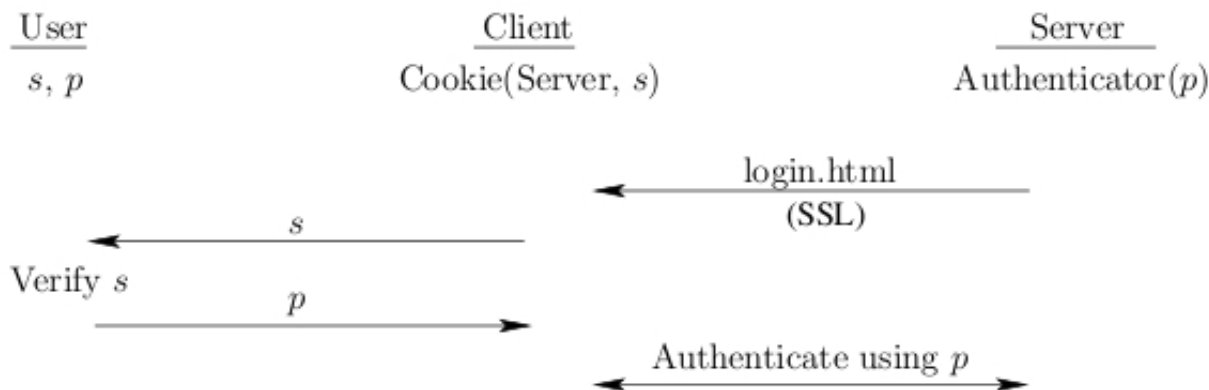 User Client Server
s, p Cookie(Server, s) Authenticator(p)
login.html
(SSL)
s
Verify s
p
Authenticate using p